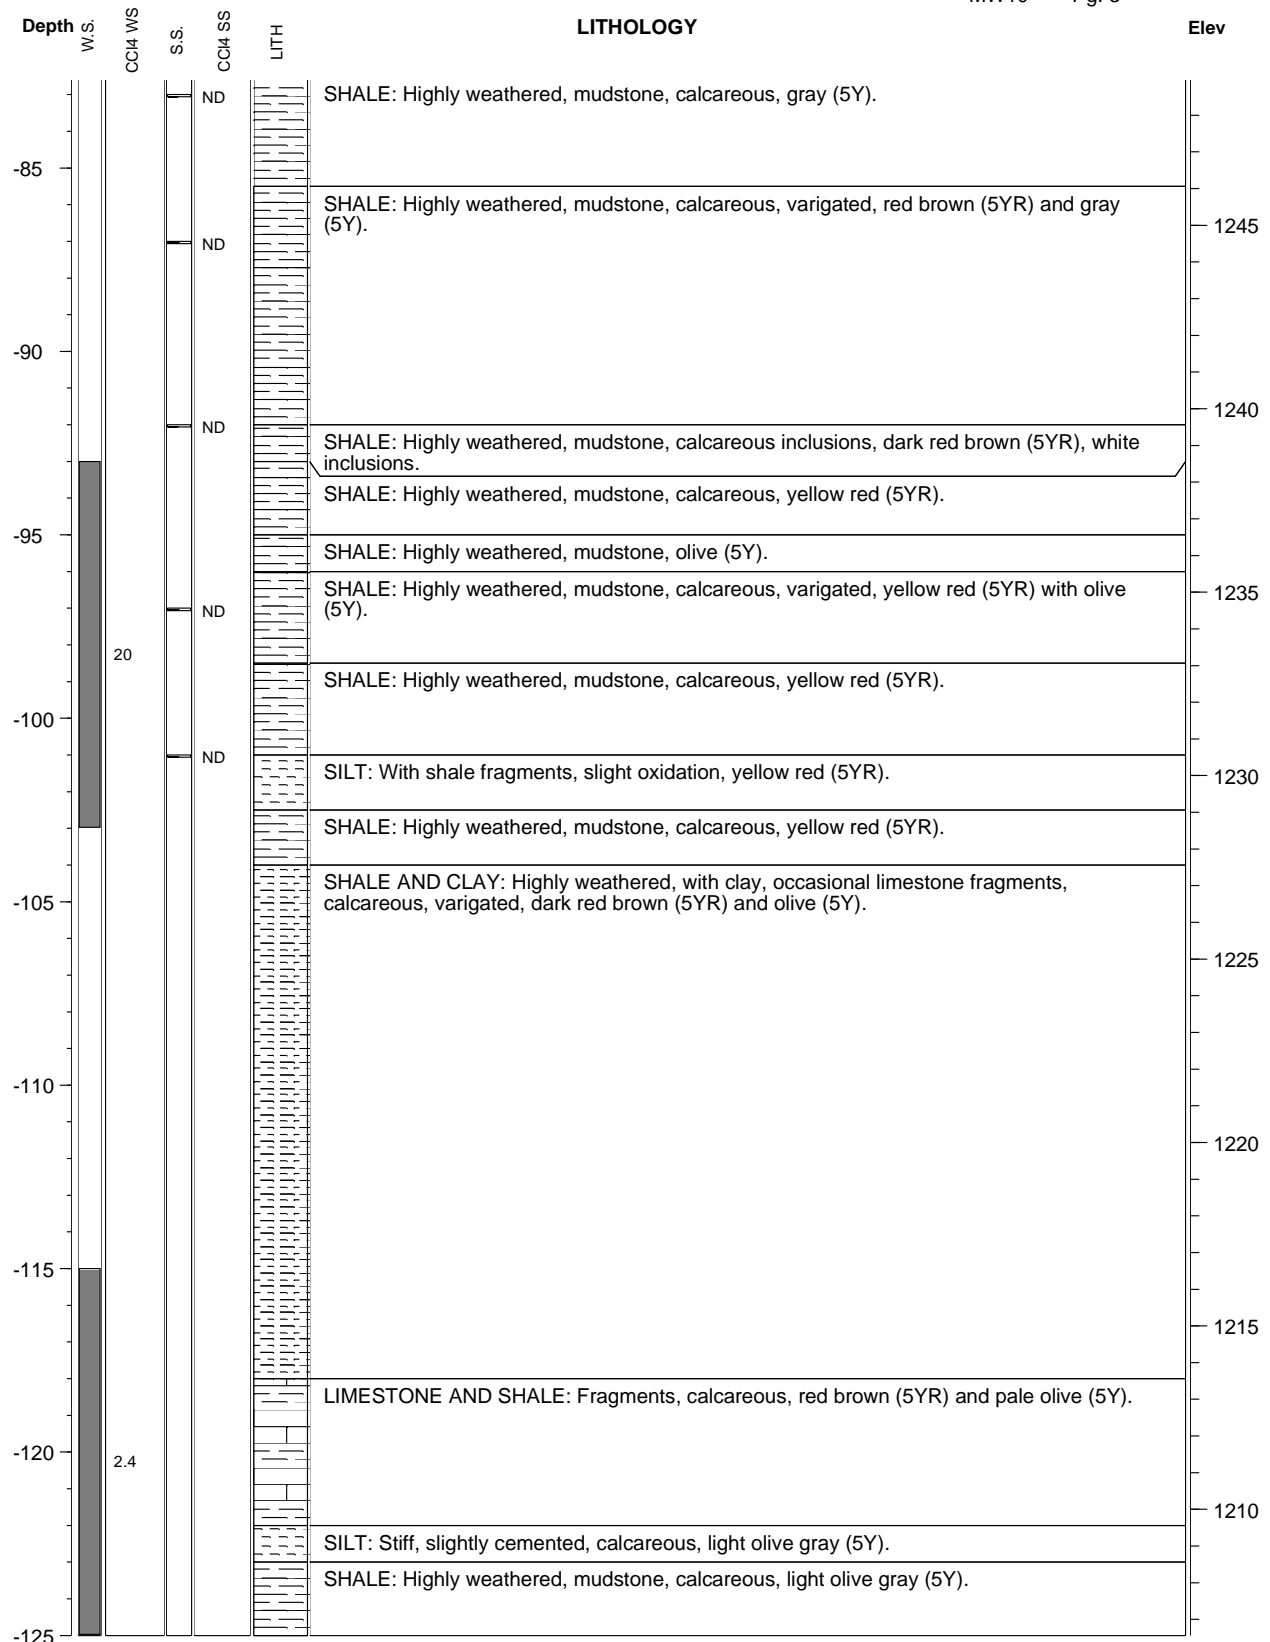 Depth W.S. CCl4 WS S.S. CCl4 SS LITH LITHOLOGY Elev
ND SHALE: Highly weathered, mudstone, calcareous, gray (5Y).
-85
SHALE: Highly weathered, mudstone, calcareous, varigated, red brown (5YR) and gray
(5Y).
1245
ND
-90
1240
ND
SHALE: Highly weathered, mudstone, calcareous inclusions, dark red brown (5YR), white
inclusions.
SHALE: Highly weathered, mudstone, calcareous, yellow red (5YR).
-95
SHALE: Highly weathered, mudstone, olive (5Y).
SHALE: Highly weathered, mudstone, calcareous, varigated, yellow red (5YR) with olive
(5Y).
1235
ND
20
SHALE: Highly weathered, mudstone, calcareous, yellow red (5YR).
-100
ND
SILT: With shale fragments, slight oxidation, yellow red (5YR).
1230
SHALE: Highly weathered, mudstone, calcareous, yellow red (5YR).
SHALE AND CLAY: Highly weathered, with clay, occasional limestone fragments,
calcareous, varigated, dark red brown (5YR) and olive (5Y).
-105
1225
-110
1220
-115
1215
LIMESTONE AND SHALE: Fragments, calcareous, red brown (5YR) and pale olive (5Y).
-120
2.4
1210
SILT: Stiff, slightly cemented, calcareous, light olive gray (5Y).
SHALE: Highly weathered, mudstone, calcareous, light olive gray (5Y).
-125